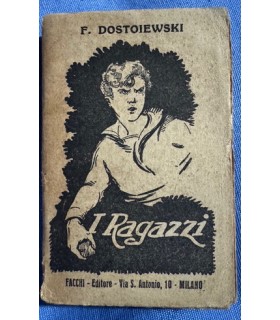 F. DOSTOIEWSKI
I Ragazzi
FACCHI - Editore - Via S. Antonio, 10 - MILANO